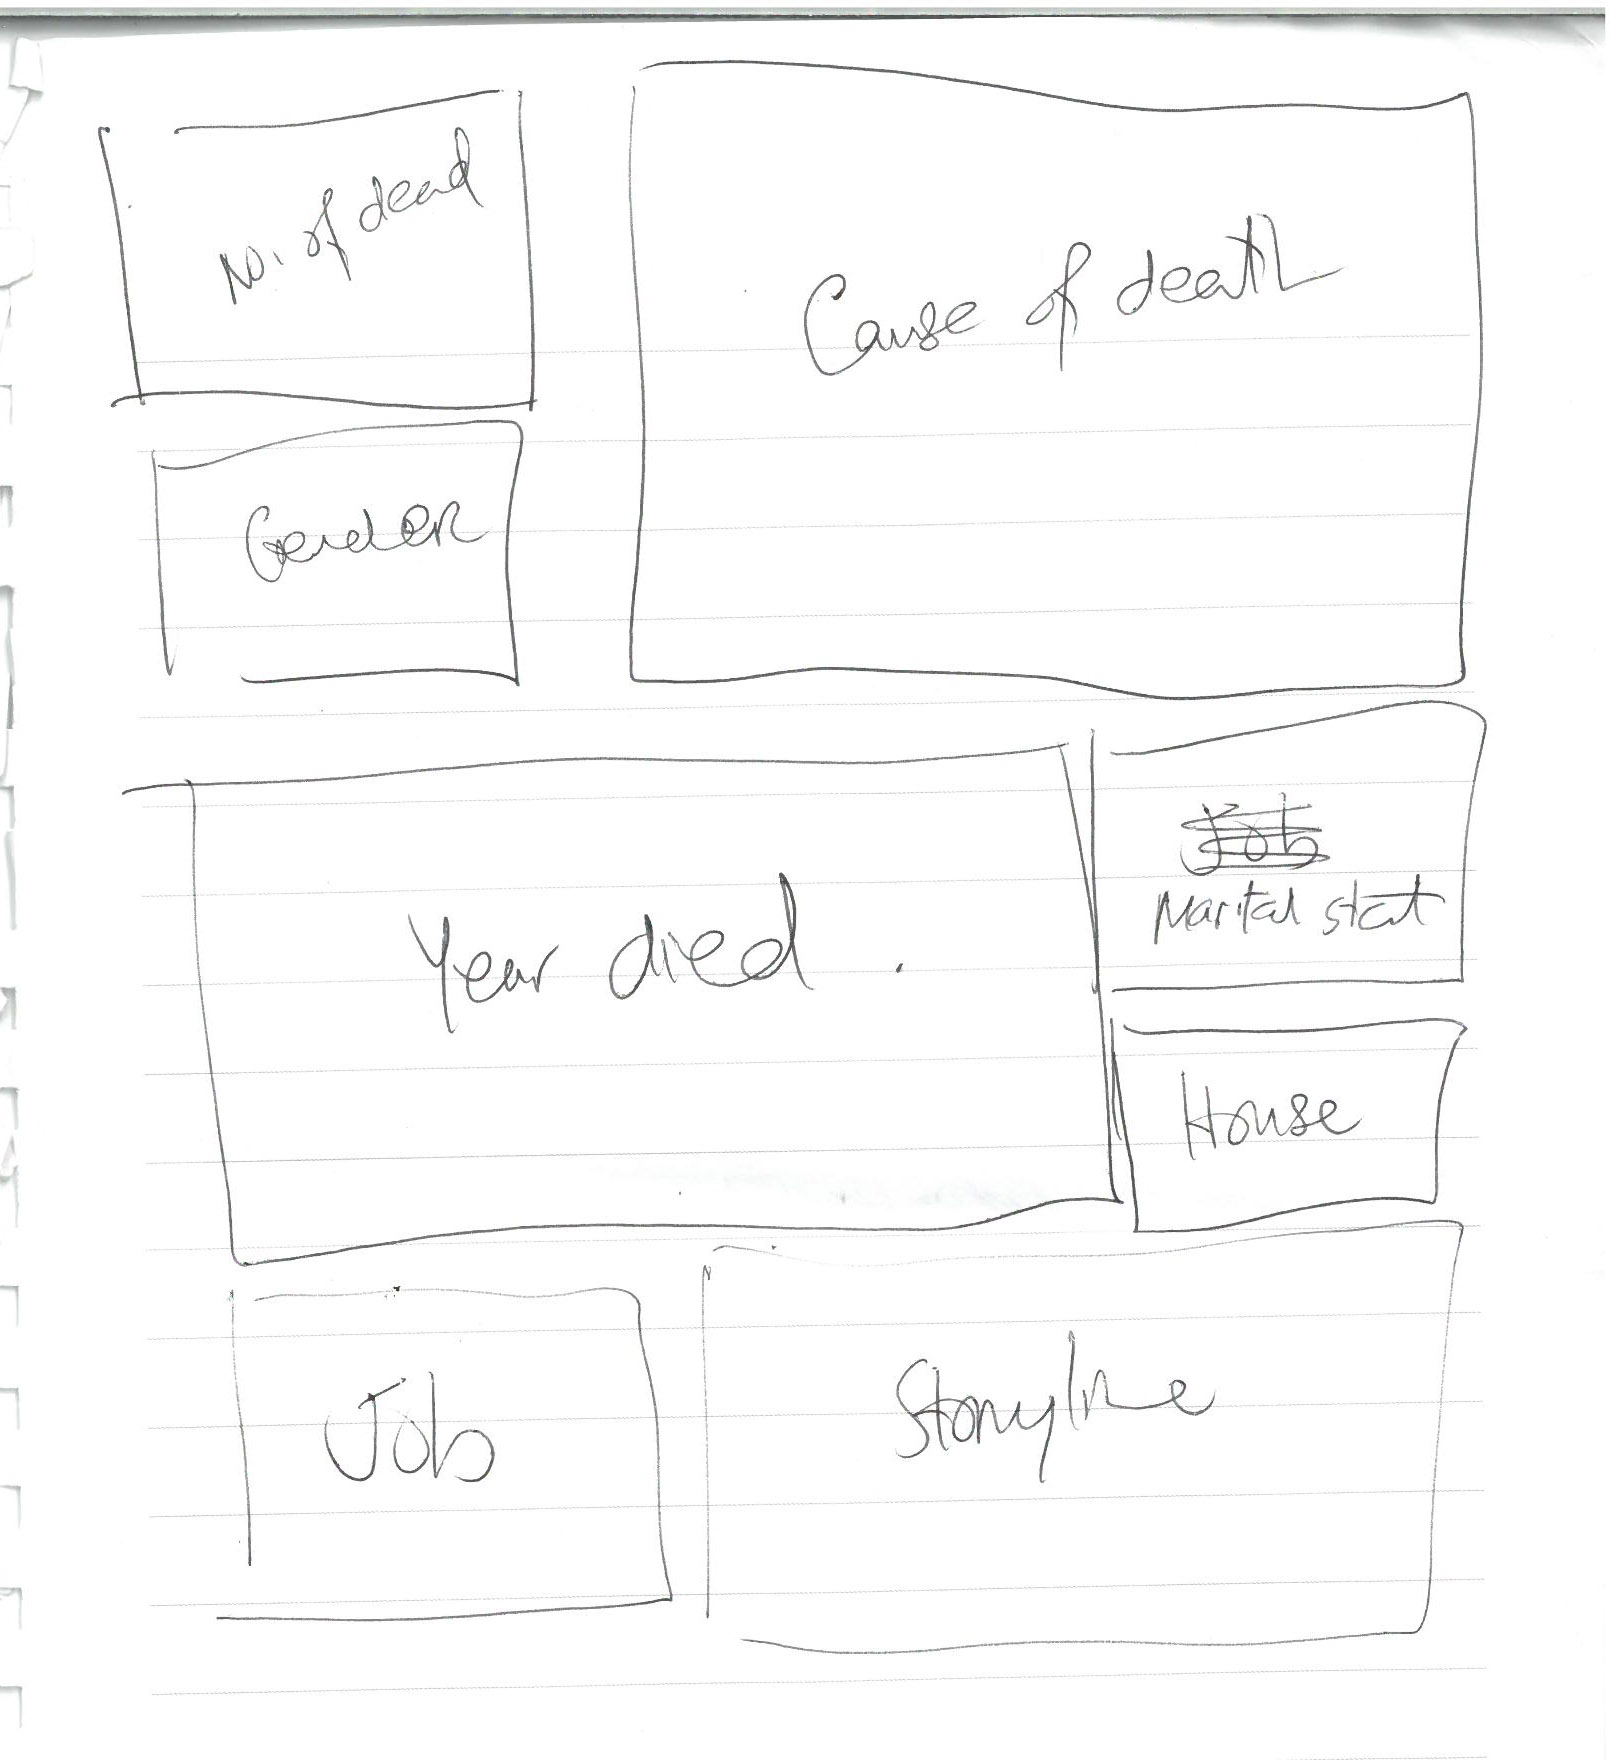 No. of dead
Cause of death
Gender
Year died.
Job
Marital stat
House
Job
Storyline